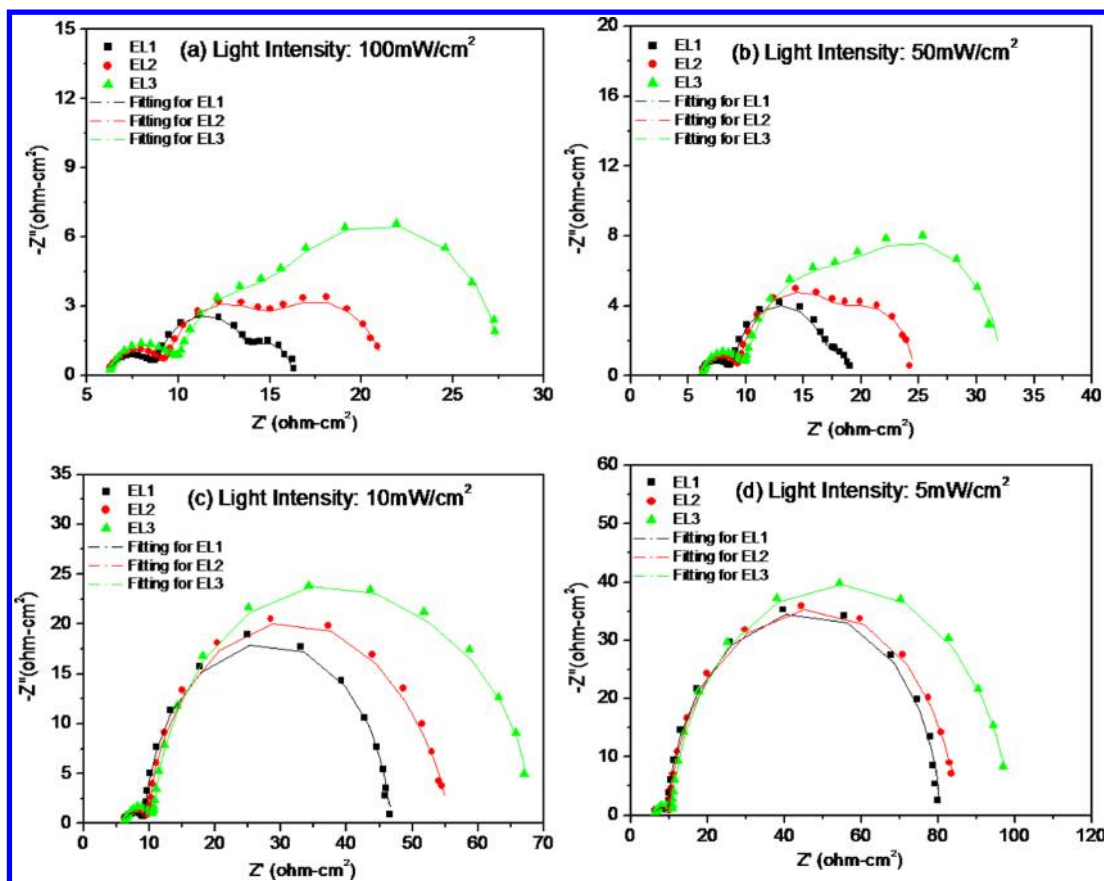 (a) Light Intensity: 100mW/cm²
EL1
EL2
EL3
Fitting for EL1
Fitting for EL2
Fitting for EL3
15
12
9
6
3
0
-Z"(ohm-cm²)
5 10 15 20 25 30
Z' (ohm-cm²)
(b) Light Intensity: 50mW/cm²
EL1
EL2
EL3
Fitting for EL1
Fitting for EL2
Fitting for EL3
20
16
12
8
4
0
-Z"(ohm-cm²)
0 5 10 15 20 25 30 35 40
Z' (ohm-cm²)
(c) Light Intensity: 10mW/cm²
EL1
EL2
EL3
Fitting for EL1
Fitting for EL2
Fitting for EL3
35
30
25
20
15
10
5
0
-Z"(ohm-cm²)
0 10 20 30 40 50 60 70
Z' (ohm-cm²)
(d) Light Intensity: 5mW/cm²
EL1
EL2
EL3
Fitting for EL1
Fitting for EL2
Fitting for EL3
60
50
40
30
20
10
0
-Z"(ohm-cm²)
0 20 40 60 80 100 120
Z' (ohm-cm²)